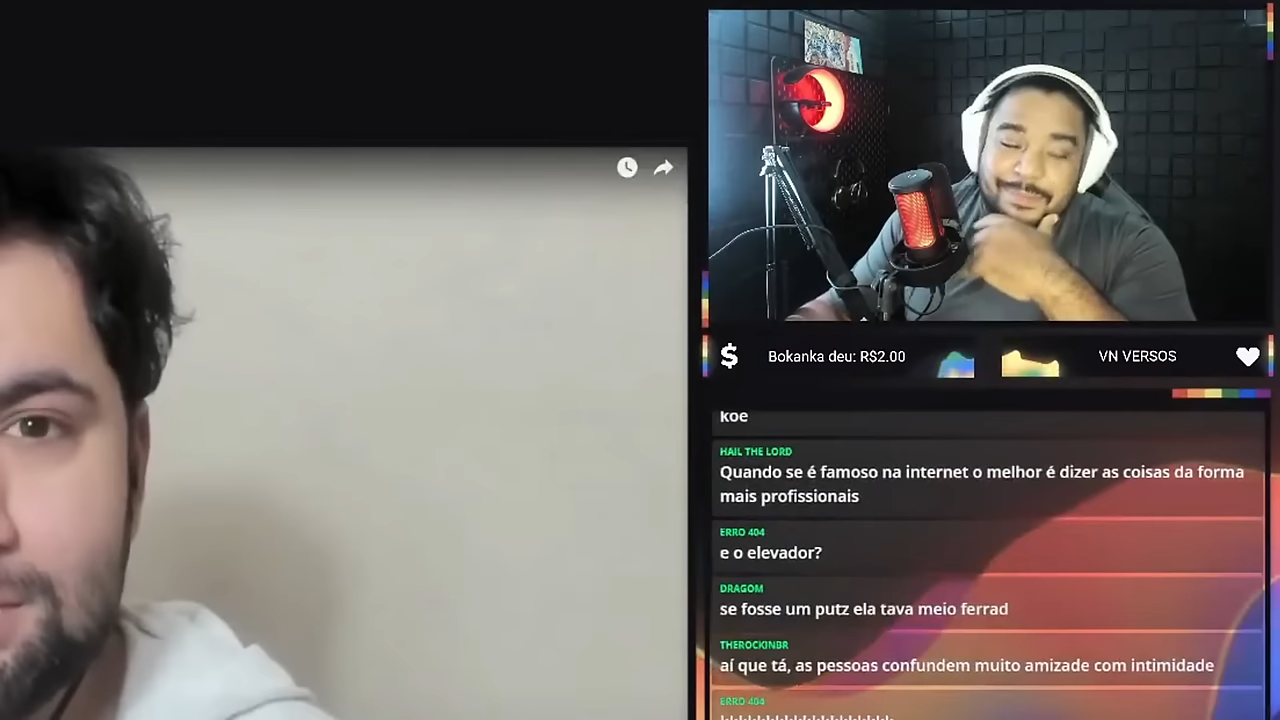 $ Bokanka deu: R$2.00 VN VERSOS
koe
HAIL THE LORD
Quando se é famoso na internet o melhor é dizer as coisas da forma
mais profissionais
ERRO 404
e o elevador?
DRAGOM
se fosse um putz ela tava meio ferrad
THEROCKINBR
aí que tá, as pessoas confundem muito amizade com intimidade
ERRO 404